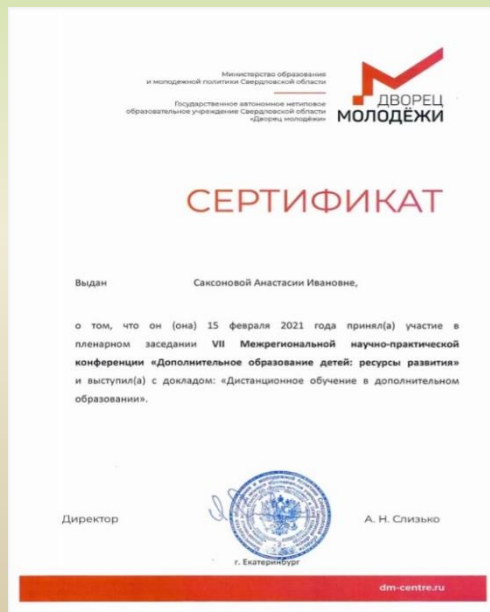 Министерство образования
и молодежной политики Свердловской области
Государственное автономное нетиповое
образовательное учреждение Свердловской области
«Дворец молодёжи»
ДВОРЕЦ
МОЛОДЁЖИ
СЕРТИФИКАТ
Выдан Саксоновой Анастасии Ивановне,
о том, что он (она) 15 февраля 2021 года принял(а) участие в
пленарном заседании VII Межрегиональной научно-практической
конференции «Дополнительное образование детей: ресурсы развития»
и выступил(а) с докладом: «Дистанционное обучение в дополнительном
образовании».
Директор А. Н. Слизько
г. Екатеринбург
dm-centre.ru